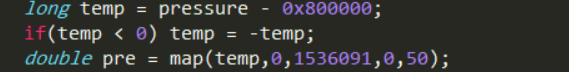 long temp = pressure - 0x800000;
if(temp < 0) temp = -temp;
double pre = map(temp,0,1536091,0,50);